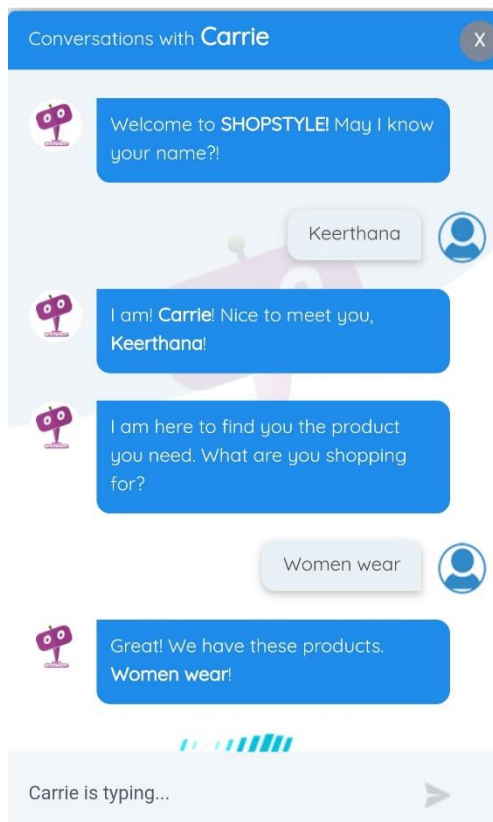 Conversations with Carrie
X
Welcome to SHOPSTYLE! May I know
your name?!
Keerthana
I am! Carrie! Nice to meet you,
Keerthana!
I am here to find you the product
you need. What are you shopping
for?
Women wear
Great! We have these products.
Women wear!
Carrie is typing...